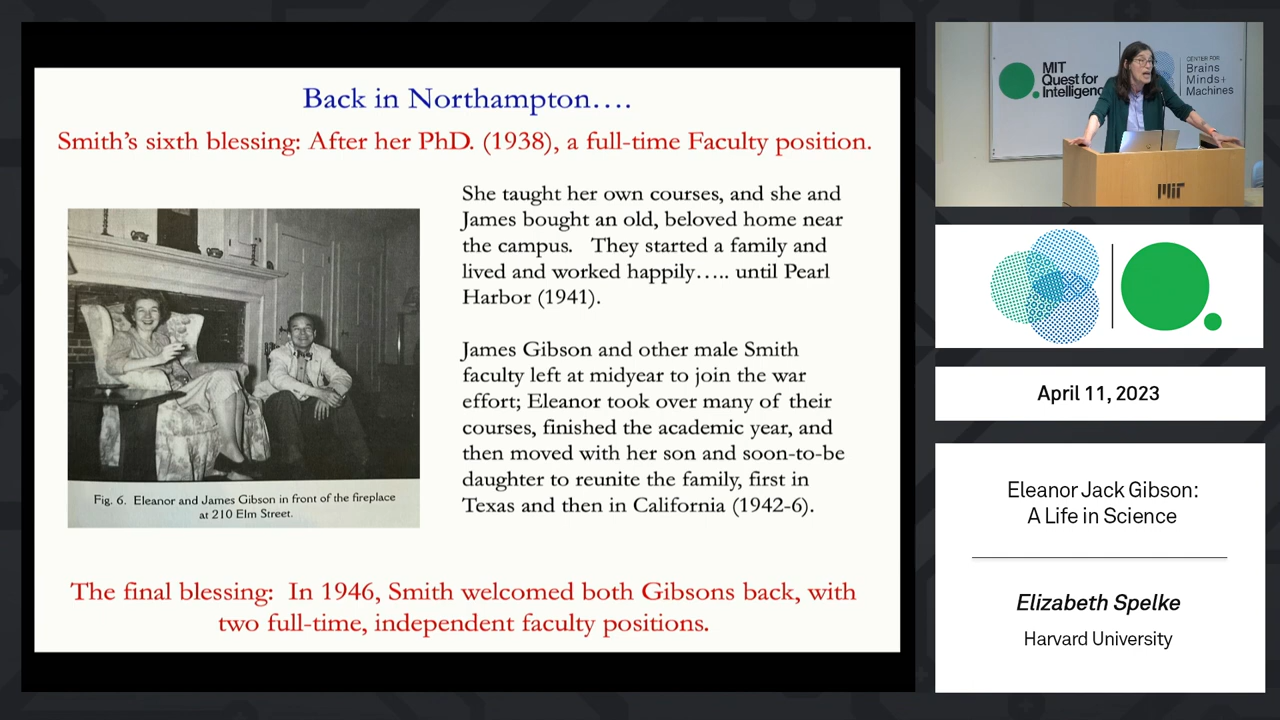 Back in Northampton….
Smith's sixth blessing: After her PhD. (1938), a full-time Faculty position.
She taught her own courses, and she and
James bought an old, beloved home near
the campus. They started a family and
lived and worked happily….. until Pearl
Harbor (1941).
James Gibson and other male Smith
faculty left at midyear to join the war
effort; Eleanor took over many of their
courses, finished the academic year, and
then moved with her son and soon-to-be
daughter to reunite the family, first in
Texas and then in California (1942-6).
Fig. 6. Eleanor and James Gibson in front of the fireplace
at 210 Elm Street.
The final blessing: In 1946, Smith welcomed both Gibsons back, with
two full-time, independent faculty positions.
MIT
Quest for
Intelligenc
CENTER FOR
Brains
Minds+
Machines
MIT
April 11, 2023
Eleanor Jack Gibson:
A Life in Science
Elizabeth Spelke
Harvard University